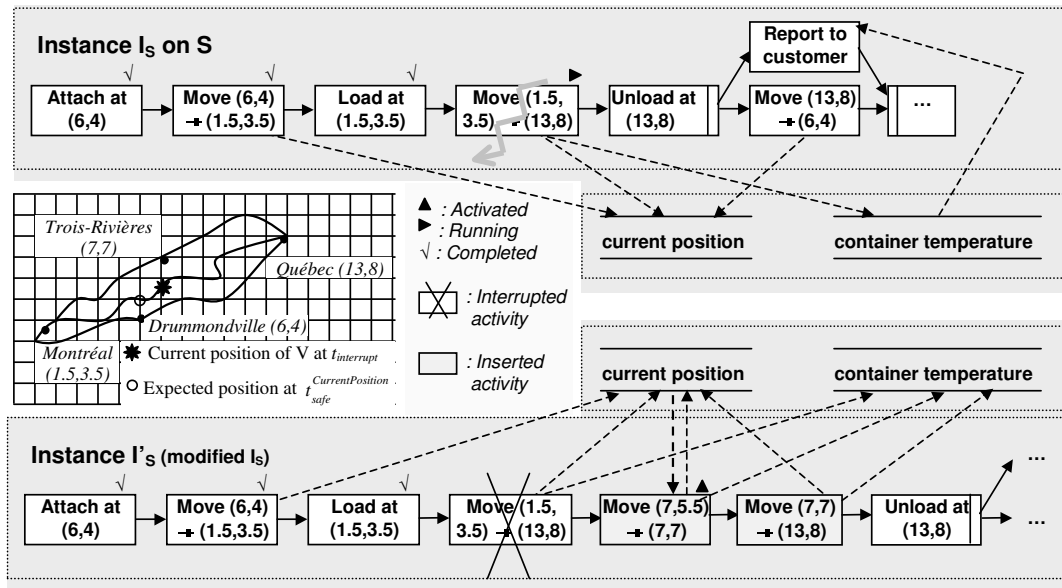 Instance IS on S
Report to
customer
Attach at
(6,4)
Move (6,4)
(1.5,3.5)
Load at
(1.5,3.5)
Move (1.5,
3.5) (13,8)
Unload at
(13,8)
Move (13,8)
(6,4)
...
√
√
√
current position
container temperature
Trois-Rivières
(7,7)
Québec (13,8)
Drummondville (6,4)
Montréal
(1.5,3.5)
Current position of V at tinterrupt
Expected position at tsafe CurrentPosition
: Activated
: Running
√ : Completed
: Interrupted
activity
: Inserted
activity
current position
container temperature
Instance I'S (modified IS)
√
√
√
Attach at
(6,4)
Move (6,4)
(1.5,3.5)
Load at
(1.5,3.5)
Move (1.5,
3.5) (13,8)
Move (7,5.5)
(7,7)
Move (7,7)
(13,8)
Unload at
(13,8)
...
...